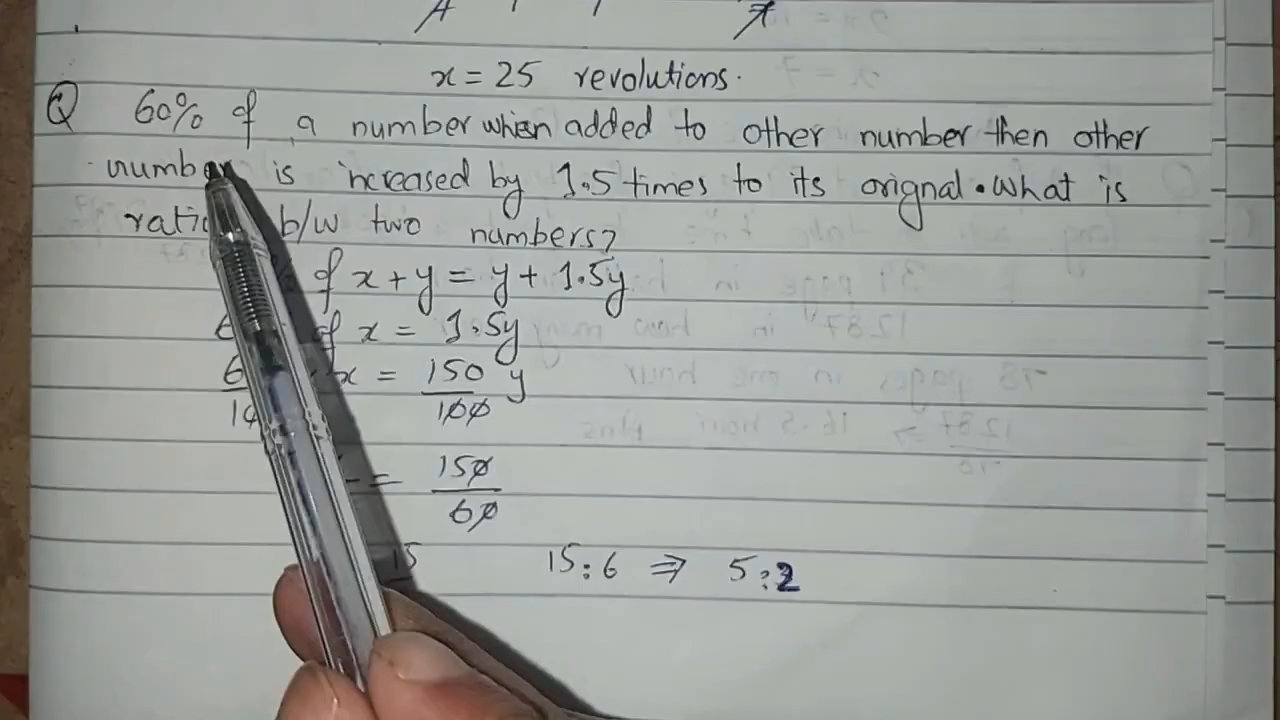 x = 25 revolutions.
Q 60% of a number when added to other number then other
number is increased by 1.5 times to its orignal. What is
b/w two numbers?
of x + y = y + 1.5y
of x = 1.5y
x = 150/100 y
= 150/60
15 15:6 ⇒ 5:2